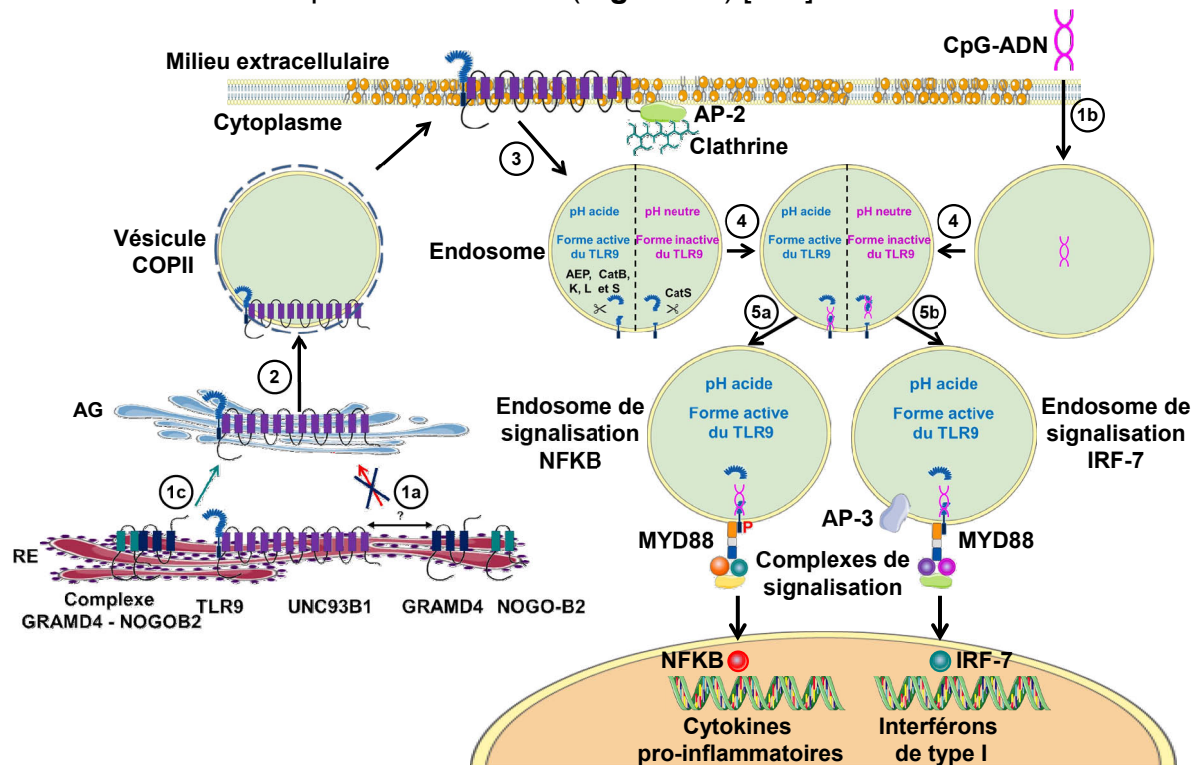 CpG-ADN
Milieu extracellulaire
Cytoplasme
AP-2
Clathrine
1b
3
Vésicule
COPII
Endosome
pH acide
pH neutre
Forme active
du TLR9
Forme inactive
du TLR9
AEP, CatB,
K, L et S
CatS
4
pH acide
pH neutre
Forme active
du TLR9
Forme inactive
du TLR9
4
5a
5b
2
AG
Endosome de
signalisation
NFKB
pH acide
Forme active
du TLR9
pH acide
Forme active
du TLR9
Endosome de
signalisation
IRF-7
1c
1a
?
RE
P
AP-3
MYD88
MYD88
Complexes de
signalisation
Complexe
GRAMD4 - NOGOB2
TLR9
UNC93B1
GRAMD4
NOGO-B2
NFKB
IRF-7
Cytokines
pro-inflammatoires
Interférons
de type I